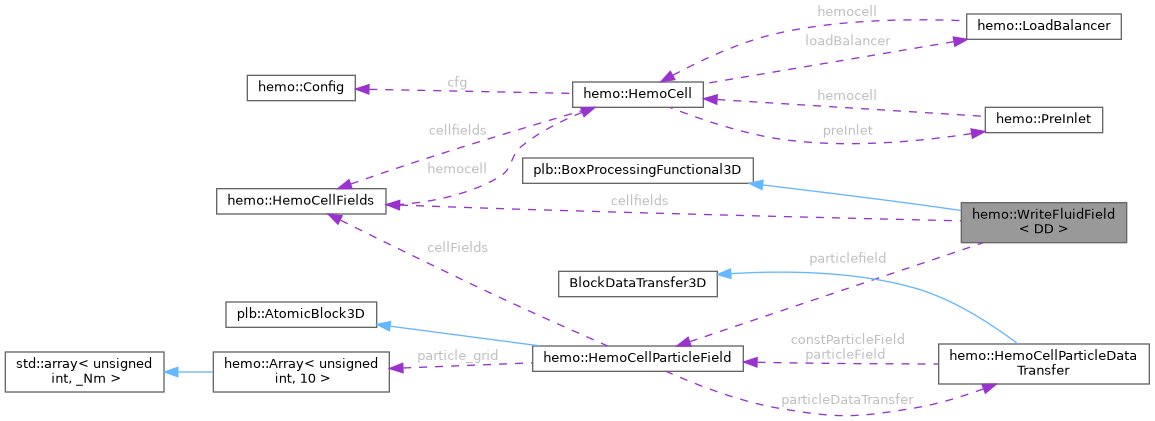 hemocell
hemo::LoadBalancer
loadBalancer
cfg
hemo::Config
hemo::HemoCell
hemocell
hemo::PreInlet
cellfields
preInlet
hemocell
plb::BoxProcessingFunctional3D
hemo::HemoCellFields
cellfields
hemo::WriteFluidField
< DD >
cellFields
particlefield
BlockDataTransfer3D
plb::AtomicBlock3D
constParticleField
particleField
std::array< unsigned
int, _Nm >
hemo::Array< unsigned
int, 10 >
particle_grid
hemo::HemoCellParticleField
hemo::HemoCellParticleData
Transfer
particleDataTransfer